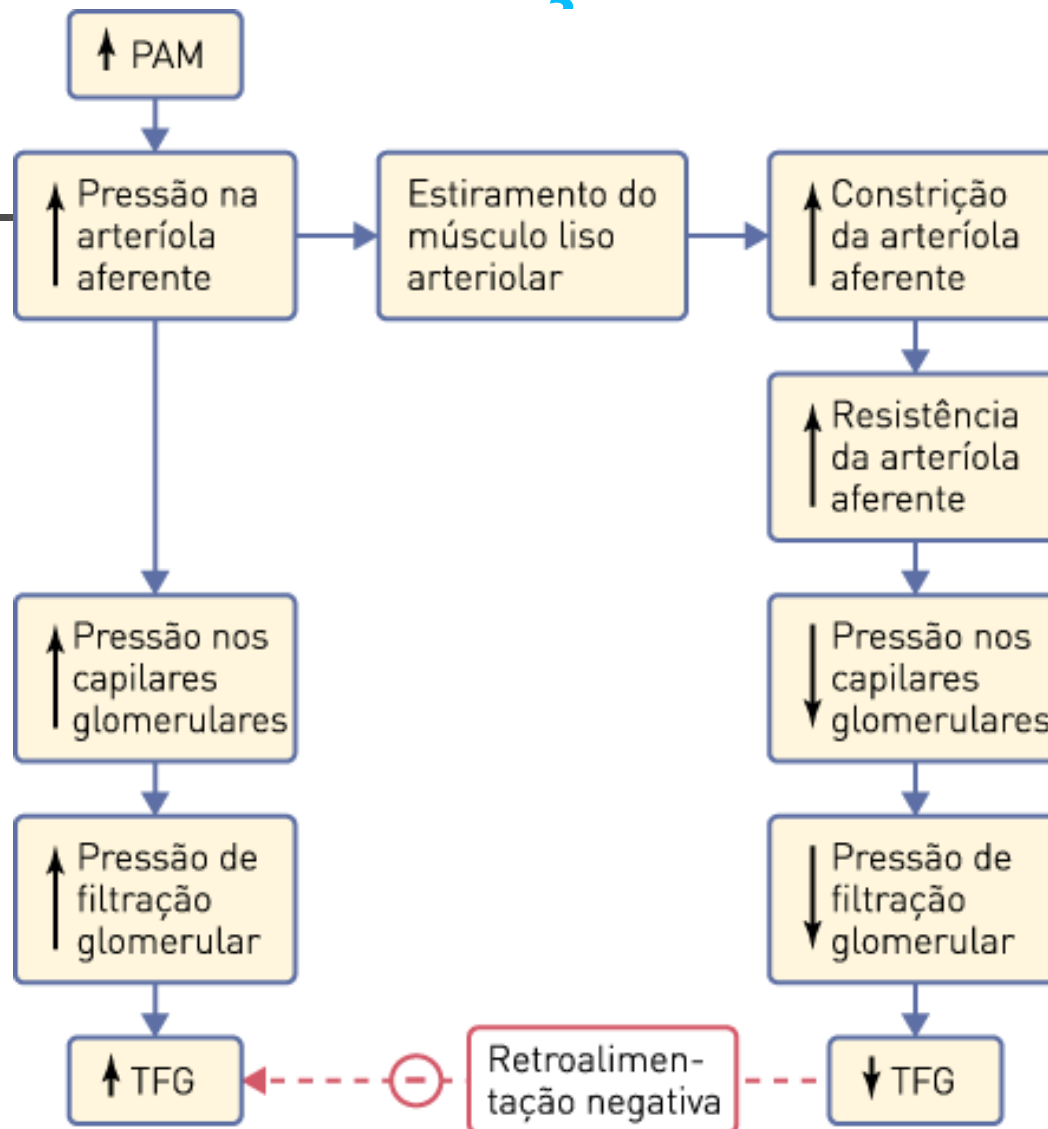 ↑ PAM
↑ Pressão na
arteríola
aferente
Estiramento do
músculo liso
arteriolar
↑ Constrição
da arteríola
aferente
↑ Resistência
da arteríola
aferente
↑ Pressão nos
capilares
glomerulares
↓ Pressão nos
capilares
glomerulares
↑ Pressão de
filtração
glomerular
↓ Pressão de
filtração
glomerular
↑ TFG
−
Retroalimen-
tação negativa
↓ TFG